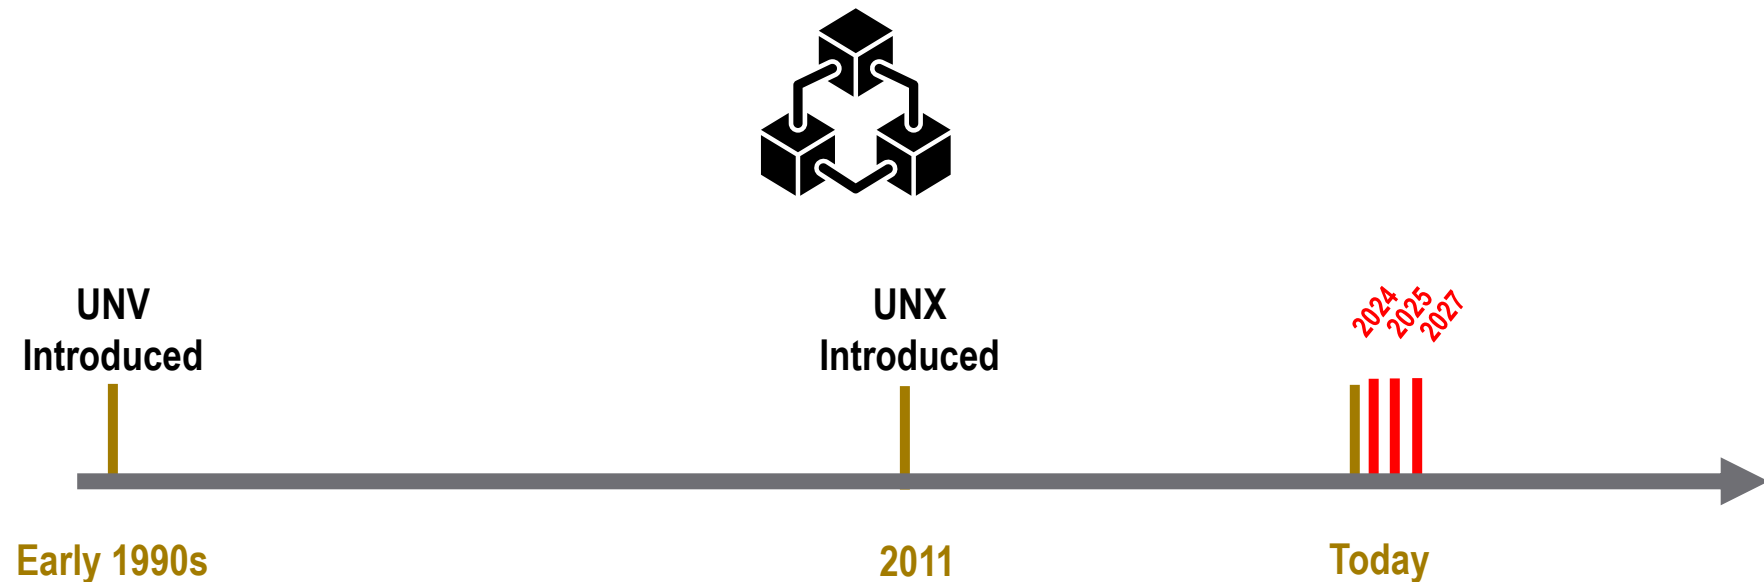 UNV
Introduced
UNX
Introduced
2024
2025
2027
Early 1990s
2011
Today